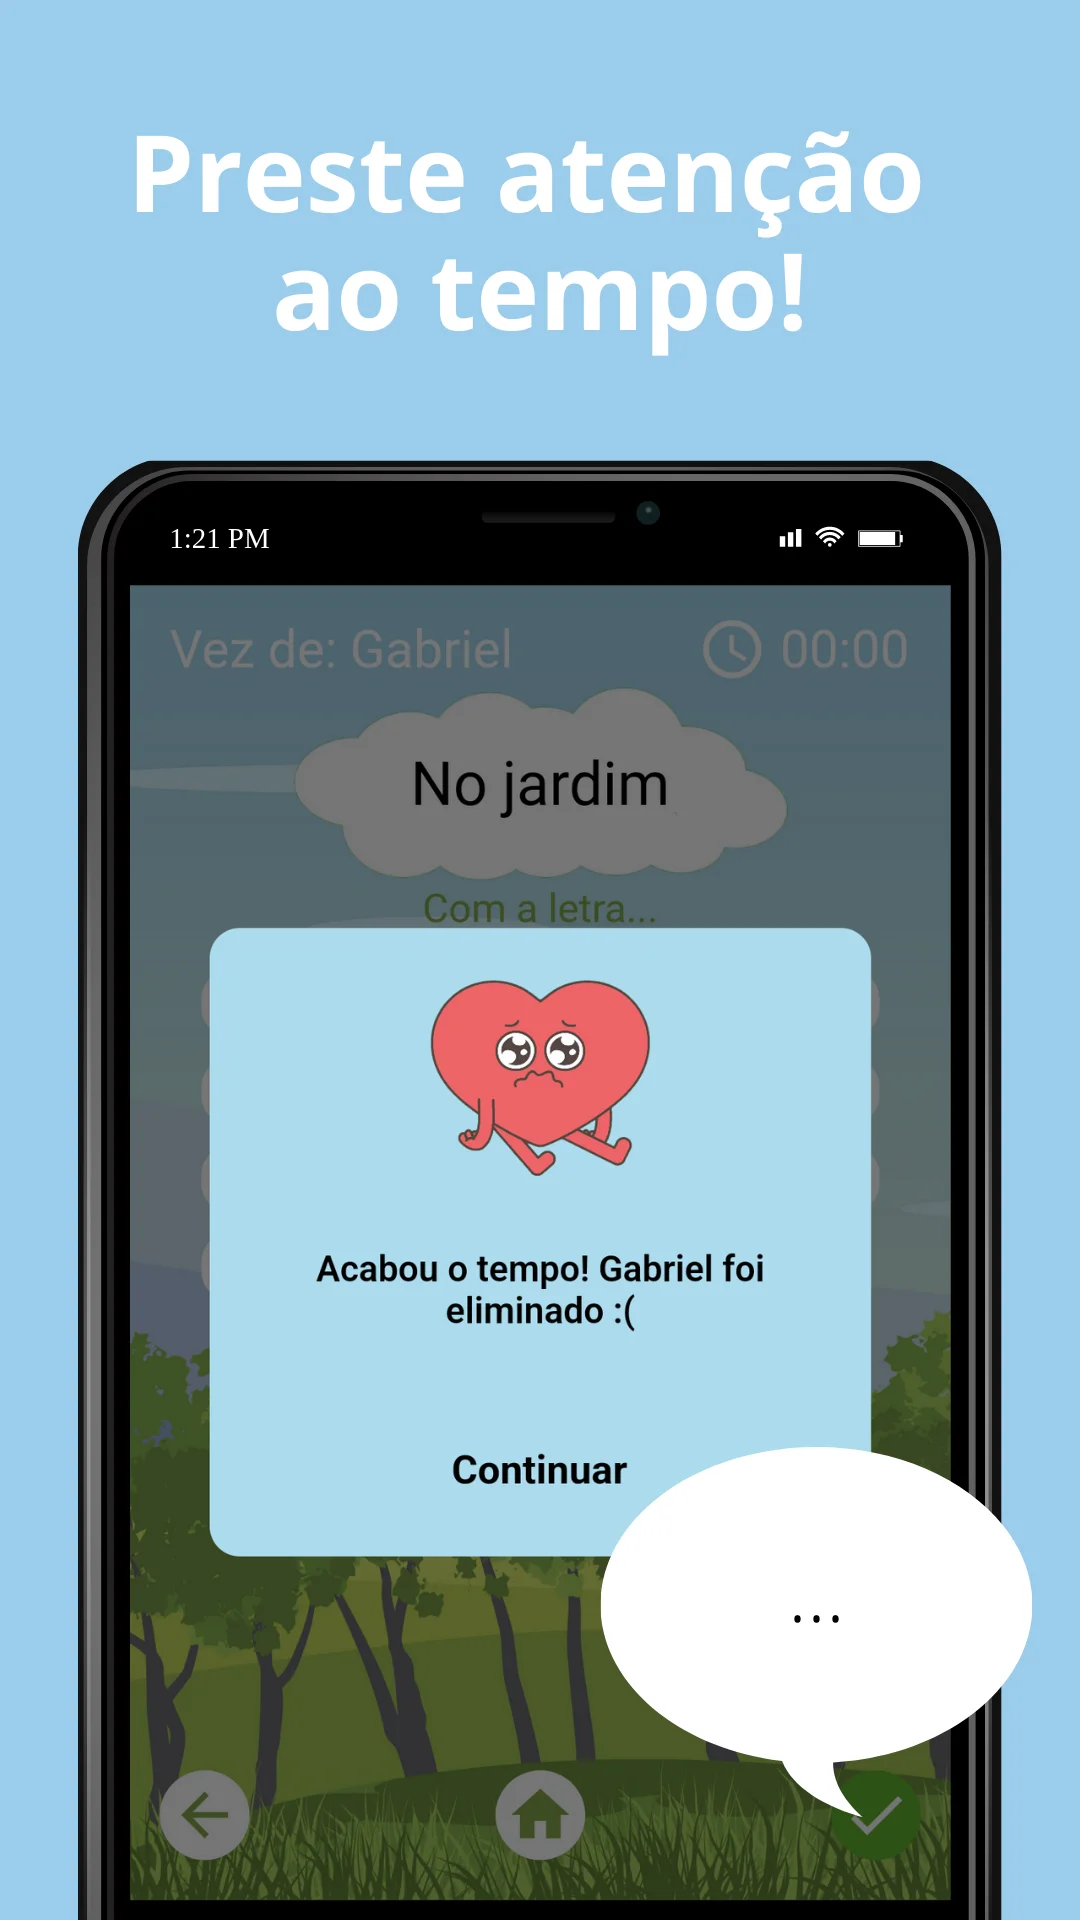 Preste atenção
ao tempo!
1:21 PM
Vez de: Gabriel
00:00
No jardim
Com a letra...
Acabou o tempo! Gabriel foi
eliminado :(
Continuar
...